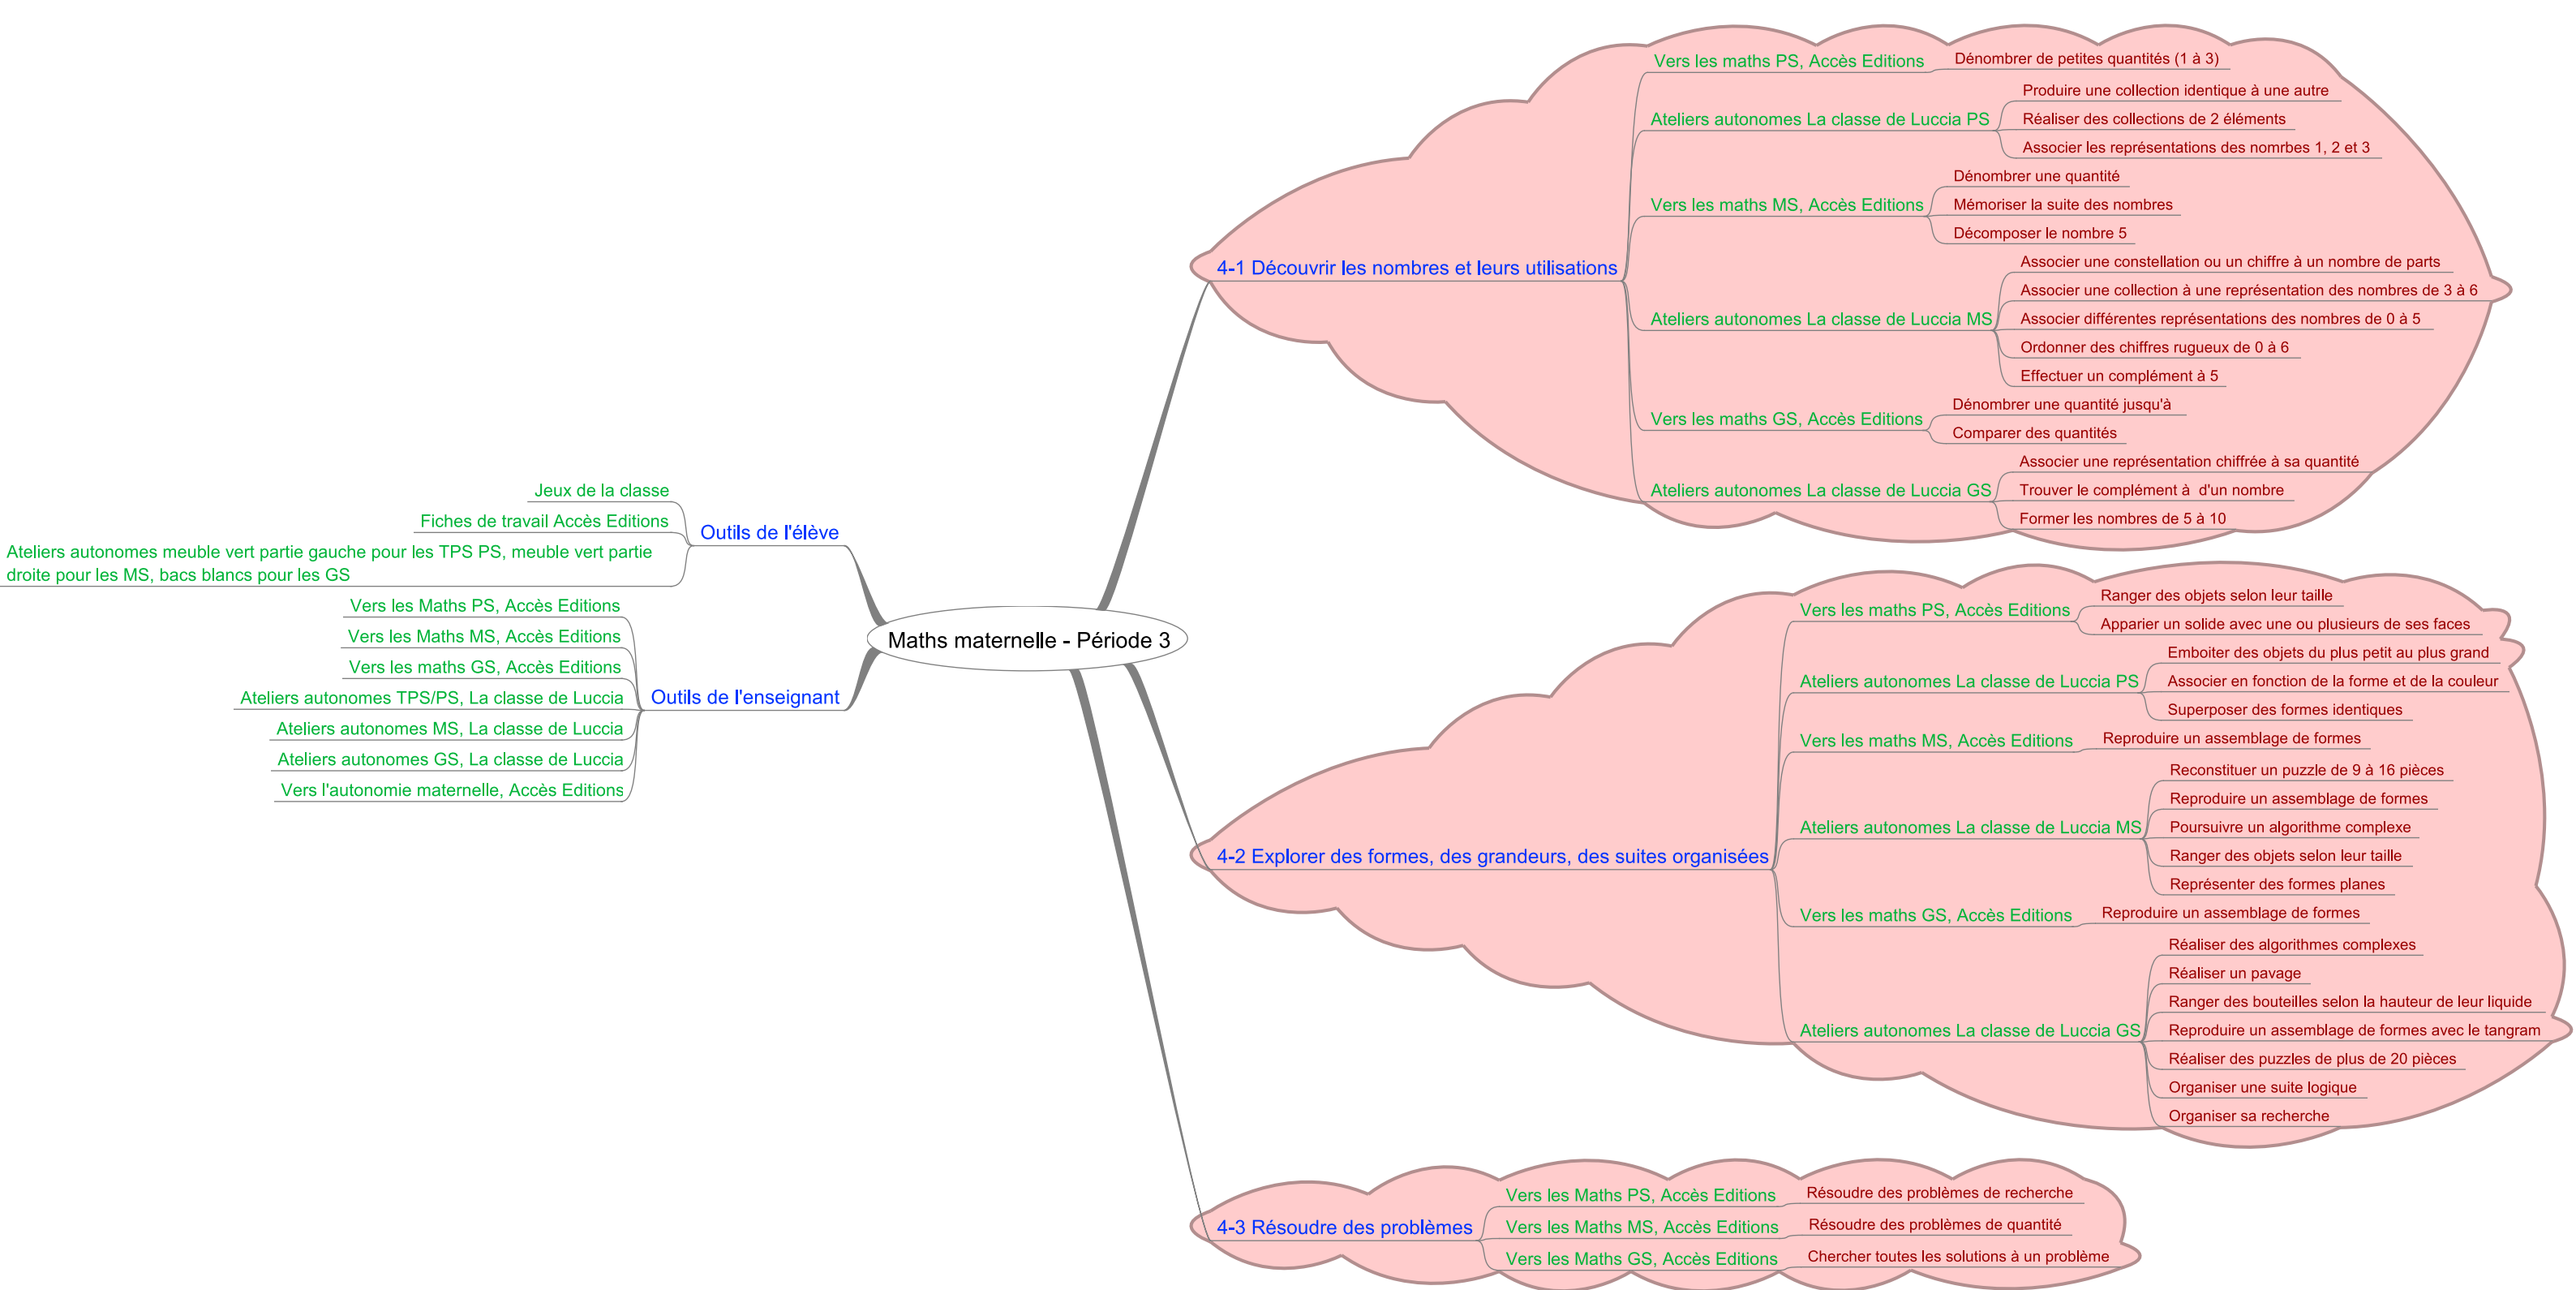 Maths maternelle - Période 3
4-1 Découvrir les nombres et leurs utilisations
Vers les maths PS, Accès Editions
Dénombrer de petites quantités (1 à 3)
Ateliers autonomes La classe de Luccia PS
Produire une collection identique à une autre
Réaliser des collections de 2 éléments
Associer les représentations des nomrbes 1, 2 et 3
Vers les maths MS, Accès Editions
Dénombrer une quantité
Mémoriser la suite des nombres
Décomposer le nombre 5
Ateliers autonomes La classe de Luccia MS
Associer une constellation ou un chiffre à un nombre de parts
Associer une collection à une représentation des nombres de 3 à 6
Associer différentes représentations des nombres de 0 à 5
Ordonner des chiffres rugueux de 0 à 6
Effectuer un complément à 5
Vers les maths GS, Accès Editions
Dénombrer une quantité jusqu'à
Comparer des quantités
Ateliers autonomes La classe de Luccia GS
Associer une représentation chiffrée à sa quantité
Trouver le complément à  d'un nombre
Former les nombres de 5 à 10
4-2 Explorer des formes, des grandeurs, des suites organisées
Vers les maths PS, Accès Editions
Ranger des objets selon leur taille
Apparier un solide avec une ou plusieurs de ses faces
Ateliers autonomes La classe de Luccia PS
Emboiter des objets du plus petit au plus grand
Associer en fonction de la forme et de la couleur
Superposer des formes identiques
Vers les maths MS, Accès Editions
Reproduire un assemblage de formes
Ateliers autonomes La classe de Luccia MS
Reconstituer un puzzle de 9 à 16 pièces
Reproduire un assemblage de formes
Poursuivre un algorithme complexe
Ranger des objets selon leur taille
Représenter des formes planes
Vers les maths GS, Accès Editions
Reproduire un assemblage de formes
Ateliers autonomes La classe de Luccia GS
Réaliser des algorithmes complexes
Réaliser un pavage
Ranger des bouteilles selon la hauteur de leur liquide
Reproduire un assemblage de formes avec le tangram
Réaliser des puzzles de plus de 20 pièces
Organiser une suite logique
Organiser sa recherche
4-3 Résoudre des problèmes
Vers les Maths PS, Accès Editions
Résoudre des problèmes de recherche
Vers les Maths MS, Accès Editions
Résoudre des problèmes de quantité
Vers les Maths GS, Accès Editions
Chercher toutes les solutions à un problème
Outils de l'élève
Jeux de la classe
Fiches de travail Accès Editions
Ateliers autonomes meuble vert partie gauche pour les TPS PS, meuble vert partie
droite pour les MS, bacs blancs pour les GS
Outils de l'enseignant
Vers les Maths PS, Accès Editions
Vers les Maths MS, Accès Editions
Vers les maths GS, Accès Editions
Ateliers autonomes TPS/PS, La classe de Luccia
Ateliers autonomes MS, La classe de Luccia
Ateliers autonomes GS, La classe de Luccia
Vers l'autonomie maternelle, Accès Editions